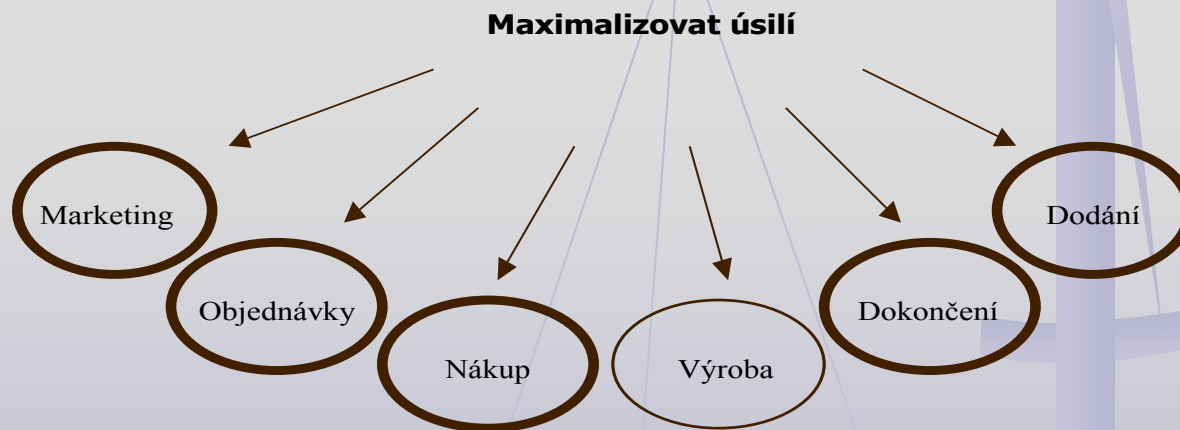 Maximalizovat úsilí
Marketing
Objednávky
Nákup
Výroba
Dokončení
Dodání